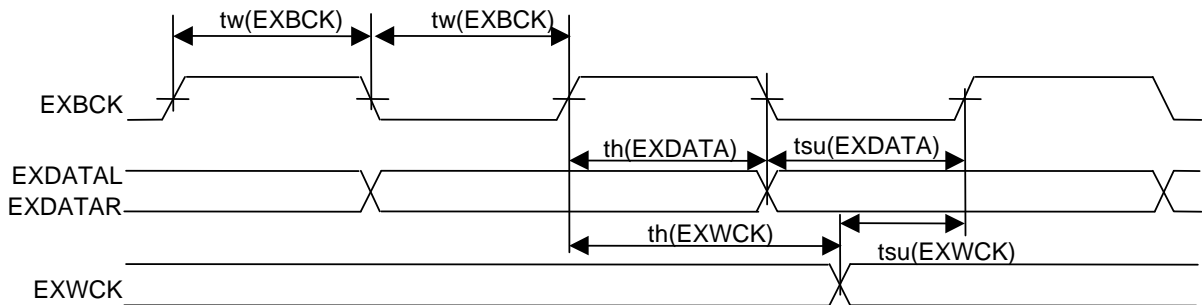 tw(EXBCK) tw(EXBCK)
EXBCK
th(EXDATA) tsu(EXDATA)
EXDATAL
EXDATAR
th(EXWCK)
tsu(EXWCK)
EXWCK